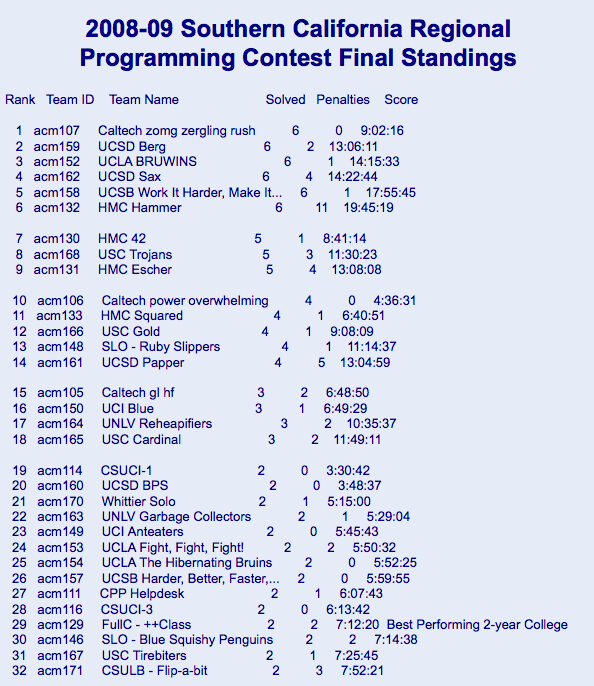 2008-09 Southern California Regional
Programming Contest Final Standings
Rank Team ID Team Name Solved Penalties Score
1 acm107 Caltech zomg zergling rush 6 0 9:02:16
2 acm159 UCSD Berg 6 2 13:06:11
3 acm152 UCLA BRUWINS 6 1 14:15:33
4 acm162 UCSD Sax 6 4 14:22:44
5 acm158 UCSB Work It Harder, Make It... 6 1 17:55:45
6 acm132 HMC Hammer 6 11 19:45:19
7 acm130 HMC 42 5 1 8:41:14
8 acm168 USC Trojans 5 3 11:30:23
9 acm131 HMC Escher 5 4 13:08:08
10 acm106 Caltech power overwhelming 4 0 4:36:31
11 acm133 HMC Squared 4 1 6:40:51
12 acm166 USC Gold 4 1 9:08:09
13 acm148 SLO - Ruby Slippers 4 1 11:14:37
14 acm161 UCSD Papper 4 5 13:04:59
15 acm105 Caltech gl hf 3 2 6:48:50
16 acm150 UCI Blue 3 1 6:49:29
17 acm164 UNLV Reheapifiers 3 2 10:35:37
18 acm165 USC Cardinal 3 2 11:49:11
19 acm114 CSUCI-1 2 0 3:30:42
20 acm160 UCSD BPS 2 0 3:48:37
21 acm170 Whittier Solo 2 1 5:15:00
22 acm163 UNLV Garbage Collectors 2 1 5:29:04
23 acm149 UCI Anteaters 2 0 5:45:43
24 acm153 UCLA Fight, Fight, Fight! 2 2 5:50:32
25 acm154 UCLA The Hibernating Bruins 2 0 5:52:25
26 acm157 UCSB Harder, Better, Faster,... 2 0 5:59:55
27 acm111 CPP Helpdesk 2 1 6:07:43
28 acm116 CSUCI-3 2 0 6:13:42
29 acm129 FullC - ++Class 2 2 7:12:20 Best Performing 2-year College
30 acm146 SLO - Blue Squishy Penguins 2 2 7:14:38
31 acm167 USC Tirebiters 2 1 7:25:45
32 acm171 CSULB - Flip-a-bit 2 3 7:52:21